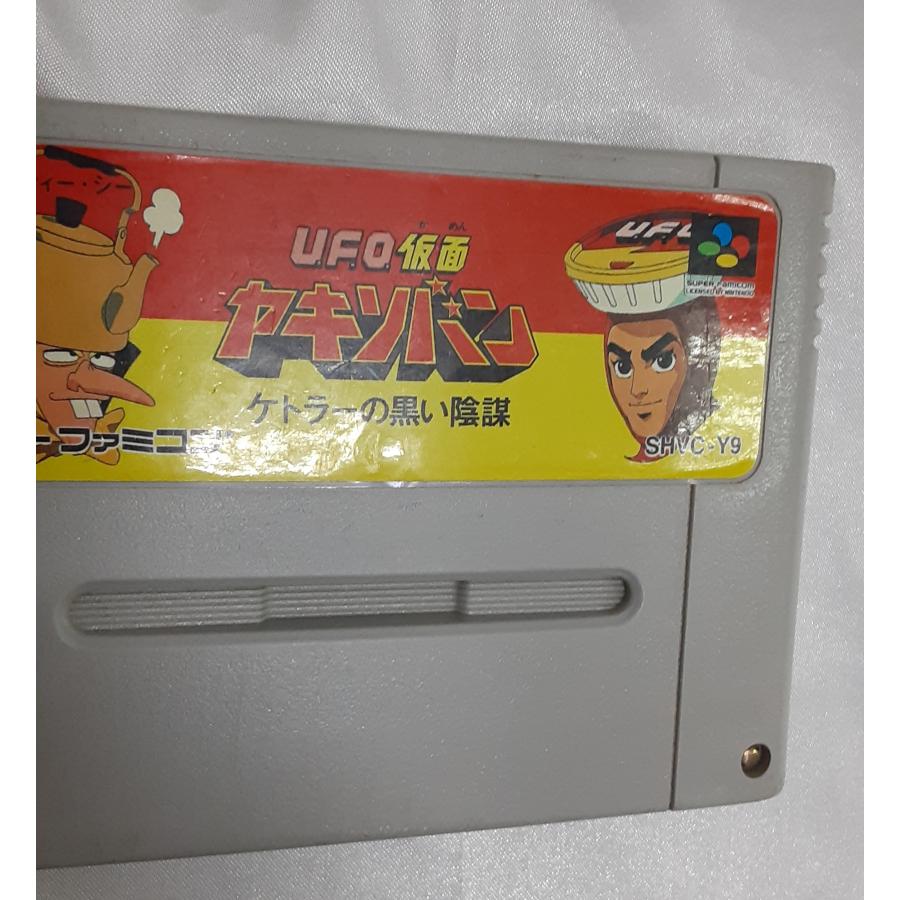 ィー・シー
U.F.O.
か めん
U.F.O.仮面
ヤキソバン
ケトラーの黒い陰謀
SUPER FAMICOM
LICENSED BY NINTENDO
ーファミコン
SHVC-Y9